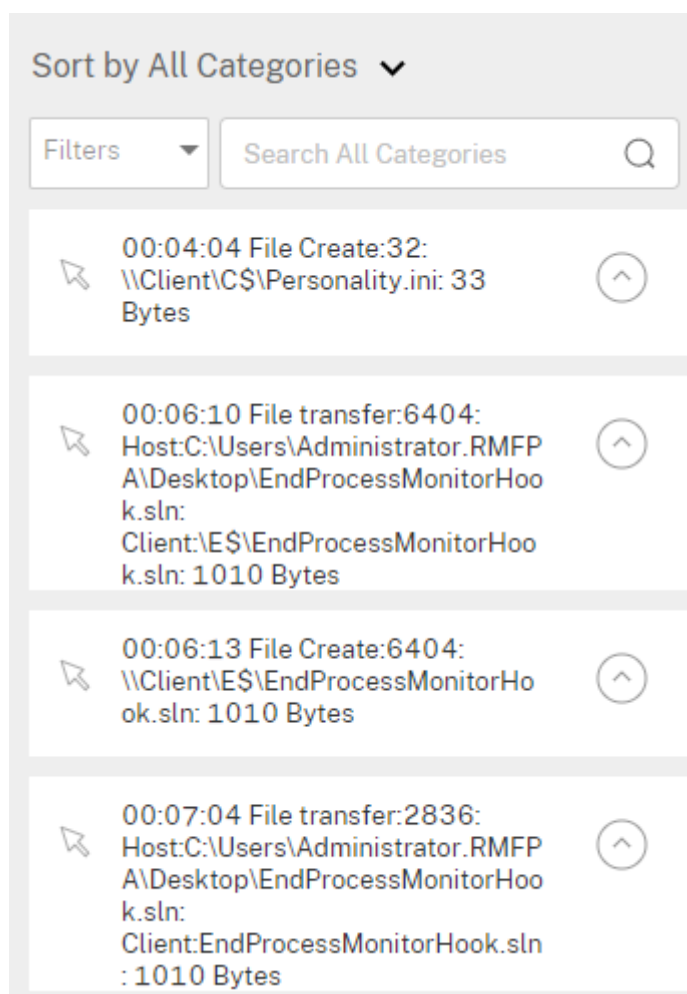 Sort by All Categories
Filters
Search All Categories
00:04:04 File Create:32:
\\Client\C$\Personality.ini: 33
Bytes
00:06:10 File transfer:6404:
Host:C:\Users\Administrator.RMFP
A\Desktop\EndProcessMonitorHoo
k.sln:
Client:\E$\EndProcessMonitorHoo
k.sln: 1010 Bytes
00:06:13 File Create:6404:
\\Client\E$\EndProcessMonitorHo
ok.sln: 1010 Bytes
00:07:04 File transfer:2836:
Host:C:\Users\Administrator.RMFP
A\Desktop\EndProcessMonitorHoo
k.sln:
Client:EndProcessMonitorHook.sln
: 1010 Bytes